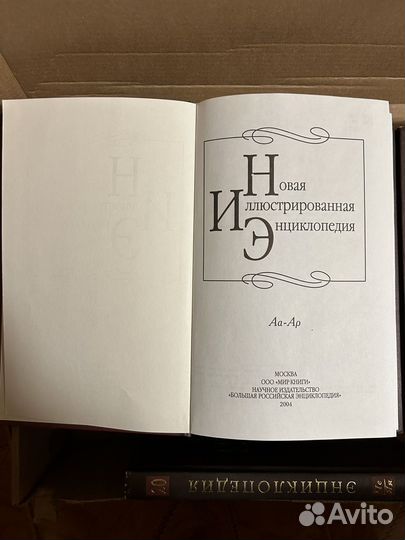 Новая
Иллюстрированная
Энциклопедия
Аа-Ар
МОСКВА
ООО «МИР КНИГИ»
НАУЧНОЕ ИЗДАТЕЛЬСТВО
«БОЛЬШАЯ РОССИЙСКАЯ ЭНЦИКЛОПЕДИЯ»
2004
ЭНЦИКЛОПЕДИЯ
20
Avito